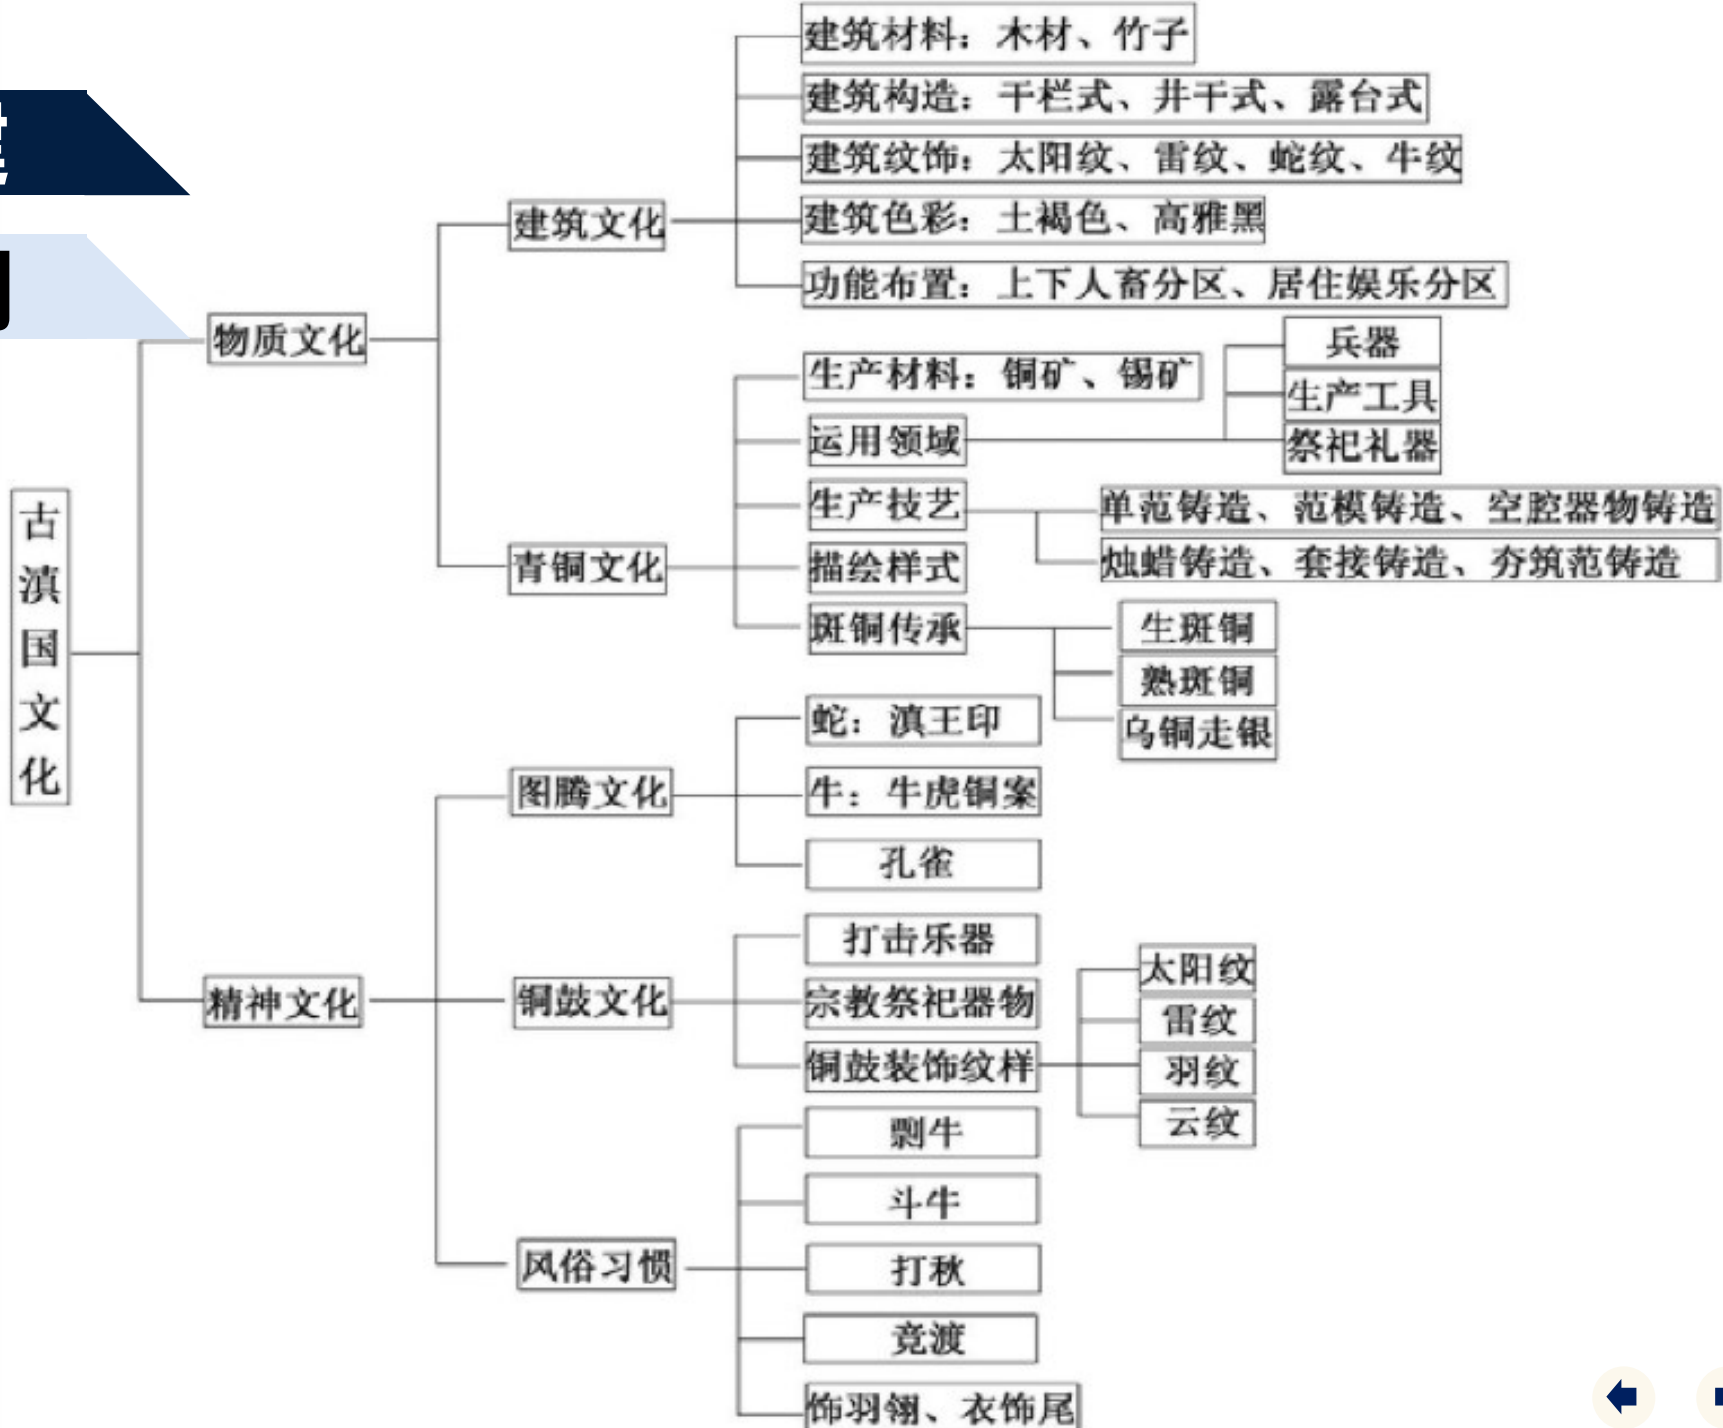 建筑材料：木材、竹子
建筑构造：干栏式、井干式、露台式
建筑纹饰：太阳纹、雷纹、蛇纹、牛纹
建筑文化
建筑色彩：土褐色、高雅黑
功能布置：上下人畜分区、居住娱乐分区
物质文化
兵器
生产材料：铜矿、锡矿
生产工具
运用领域
祭祀礼器
古滇国文化
生产技艺
单范铸造、范模铸造、空腔器物铸造
烛蜡铸造、套接铸造、夯筑范铸造
青铜文化
描绘样式
斑铜传承
生斑铜
熟斑铜
乌铜走银
蛇：滇王印
图腾文化
牛：牛虎铜案
孔雀
打击乐器
太阳纹
精神文化
铜鼓文化
宗教祭祀器物
雷纹
铜鼓装饰纹样
羽纹
云纹
剽牛
斗牛
风俗习惯
打秋
竞渡
饰羽翎、衣饰尾